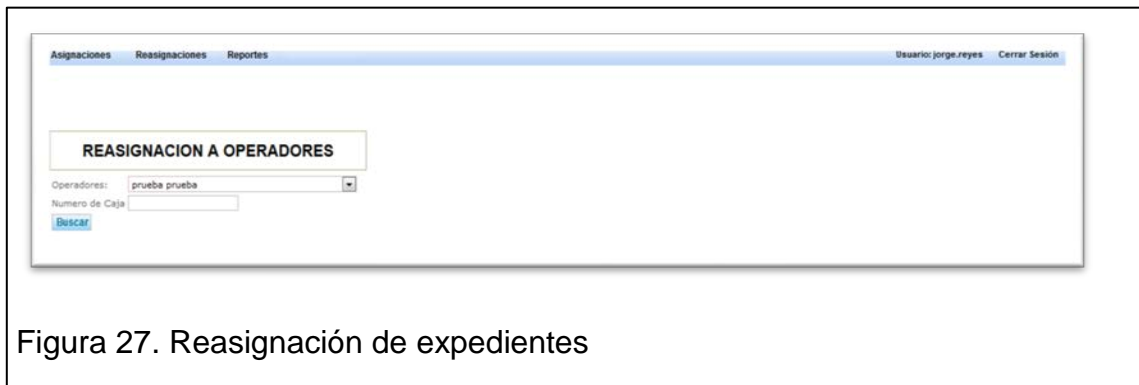 Asignaciones Reasignaciones Reportes Usuario: jorge.reyes Cerrar Sesión
REASIGNACION A OPERADORES
Operadores: prueba prueba
Numero de Caja
Buscar
Figura 27. Reasignación de expedientes